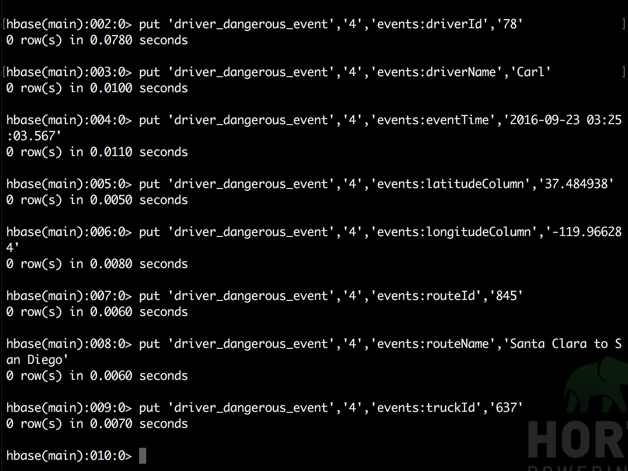 [hbase(main):002:0> put 'driver_dangerous_event','4','events:driverId','78' ]
0 row(s) in 0.0780 seconds
[hbase(main):003:0> put 'driver_dangerous_event','4','events:driverName','Carl' ]
0 row(s) in 0.0100 seconds
hbase(main):004:0> put 'driver_dangerous_event','4','events:eventTime','2016-09-23 03:25
:03.567'
0 row(s) in 0.0110 seconds
hbase(main):005:0> put 'driver_dangerous_event','4','events:latitudeColumn','37.484938'
0 row(s) in 0.0050 seconds
hbase(main):006:0> put 'driver_dangerous_event','4','events:longitudeColumn','-119.96628
4'
0 row(s) in 0.0080 seconds
hbase(main):007:0> put 'driver_dangerous_event','4','events:routeId','845'
0 row(s) in 0.0060 seconds
hbase(main):008:0> put 'driver_dangerous_event','4','events:routeName','Santa Clara to S
an Diego'
0 row(s) in 0.0060 seconds
hbase(main):009:0> put 'driver_dangerous_event','4','events:truckId','637'
0 row(s) in 0.0070 seconds
hbase(main):010:0>
HOR